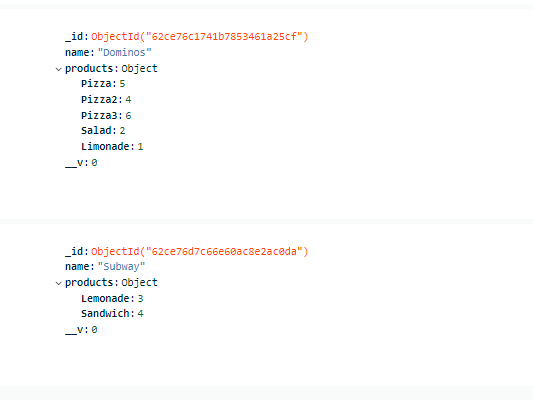 _id: ObjectId("62ce76c1741b7853461a25cf")
name: "Dominos"
products: Object
Pizza: 5
Pizza2: 4
Pizza3: 6
Salad: 2
Limonade: 1
__v: 0
_id: ObjectId("62ce76d7c66e60ac8e2ac0da")
name: "Subway"
products: Object
Lemonade: 3
Sandwich: 4
__v: 0